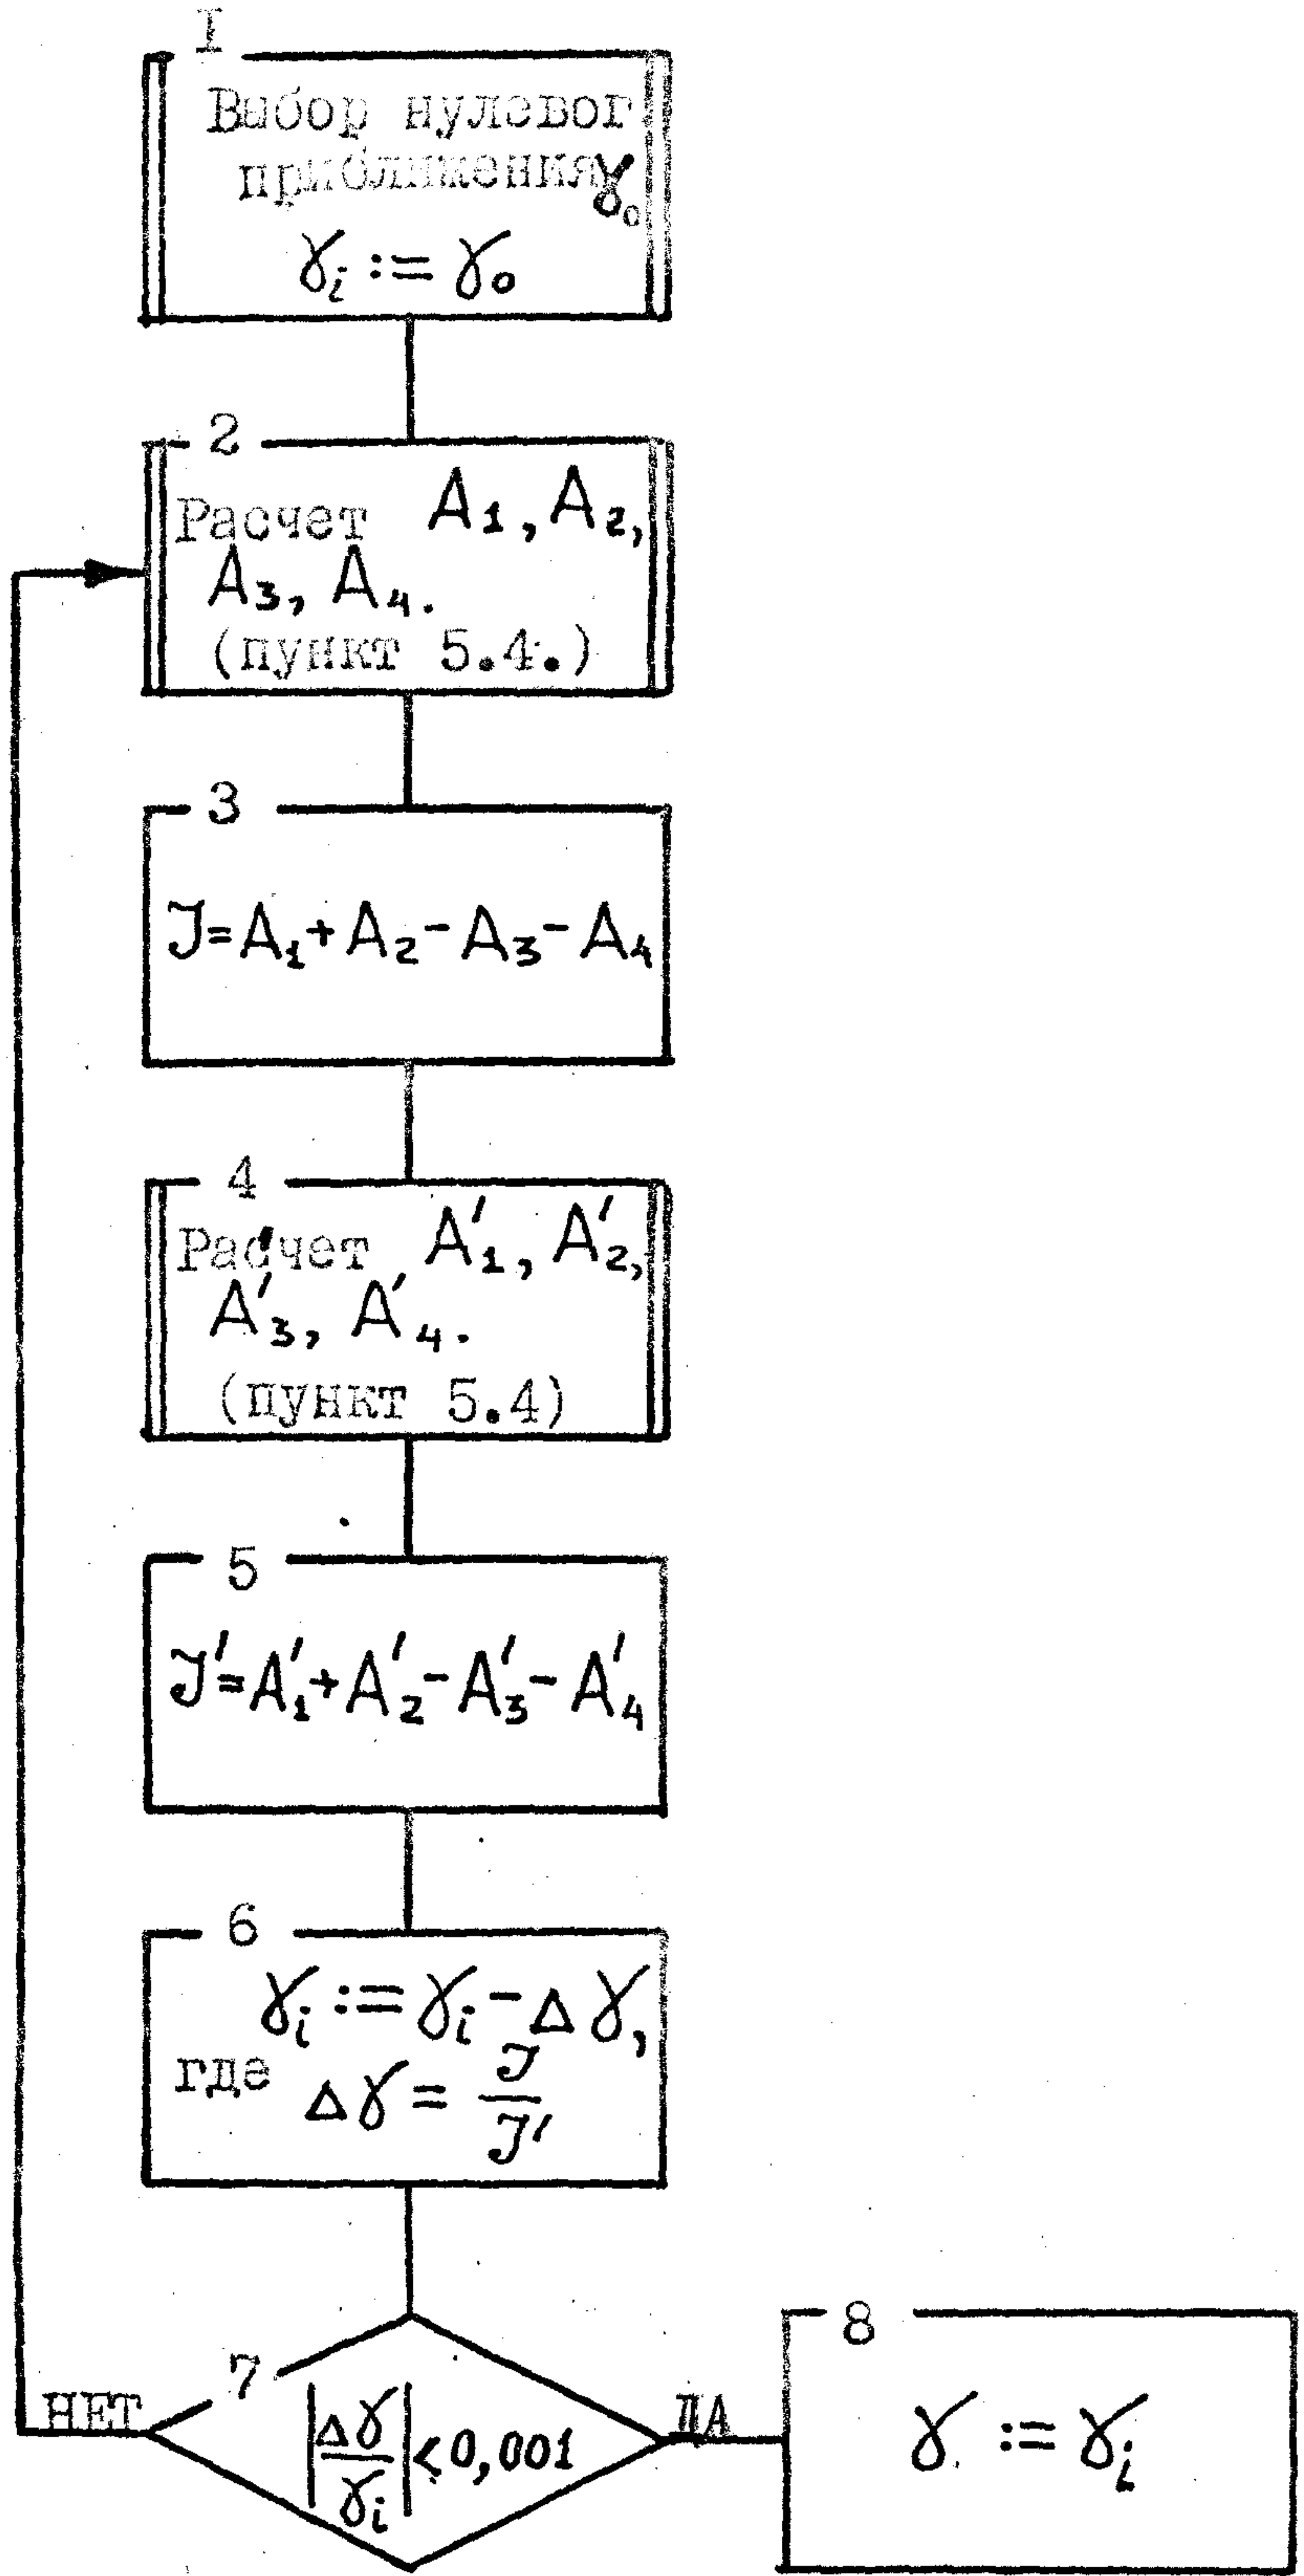 I
Выбор нулевог
приближения γ₀
γᵢ := γ₀
2
Расчет A₁, A₂,
A₃, A₄.
(пункт 5.4.)
3
J=A₁+A₂-A₃-A₄
4
Расчет A′₁, A′₂,
A′₃, A′₄.
(пункт 5.4)
5
J′=A′₁+A′₂-A′₃-A′₄
6
γᵢ := γᵢ - Δγ,
где Δγ = J/J′
7
|Δγ/γᵢ| < 0,001
НЕТ
ДА
8
γ := γᵢ